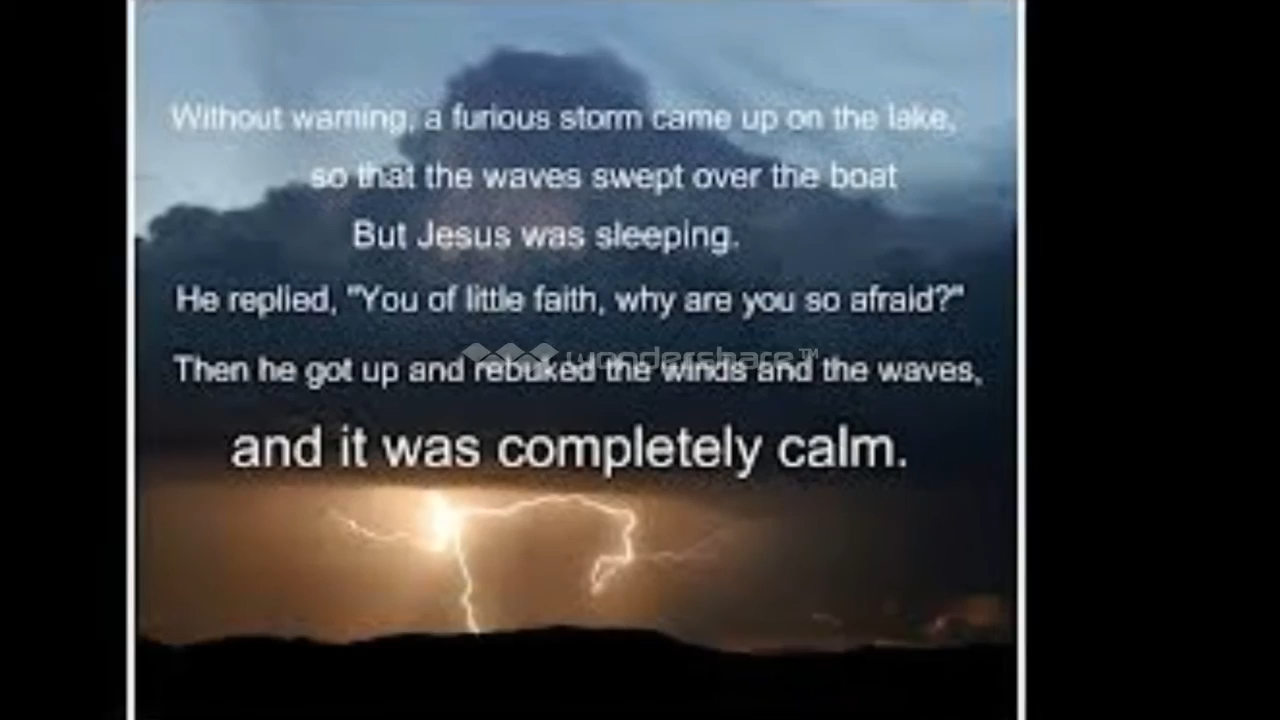 Without warning, a furious storm came up on the lake,
so that the waves swept over the boat
But Jesus was sleeping.
He replied, "You of little faith, why are you so afraid?"
wondershare™
Then he got up and rebuked the winds and the waves,
and it was completely calm.